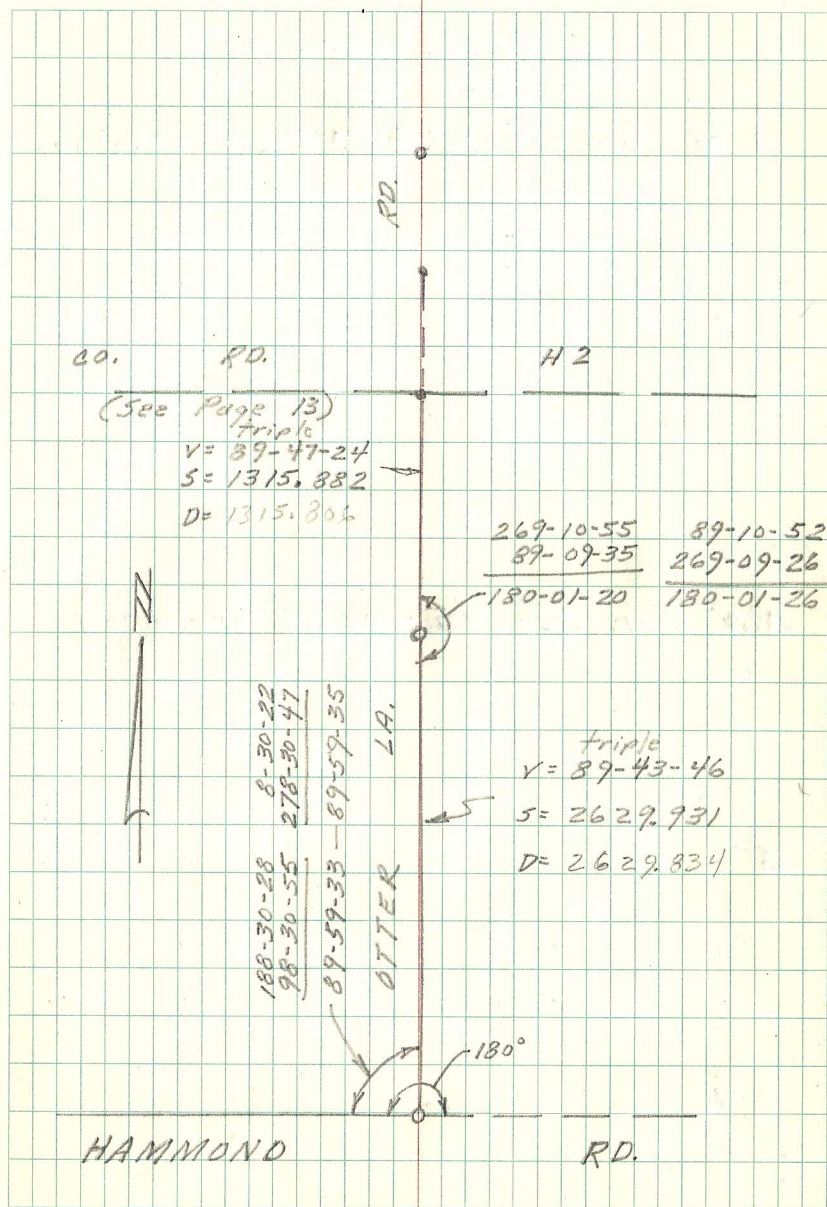 RD.
CO. RD. H2
(See Page 13)
triple
V= 89-47-24
S= 1315.882
D= 1315.806
269-10-55 89-10-52
89-09-35 269-09-26
180-01-20 180-01-26
N
188-30-28 8-30-22
98-30-55 278-30-47
89-59-33 — 89-59-35
OTTER LA.
triple
V= 89-43-46
S= 2629.931
D= 2629.834
180°
HAMMOND RD.